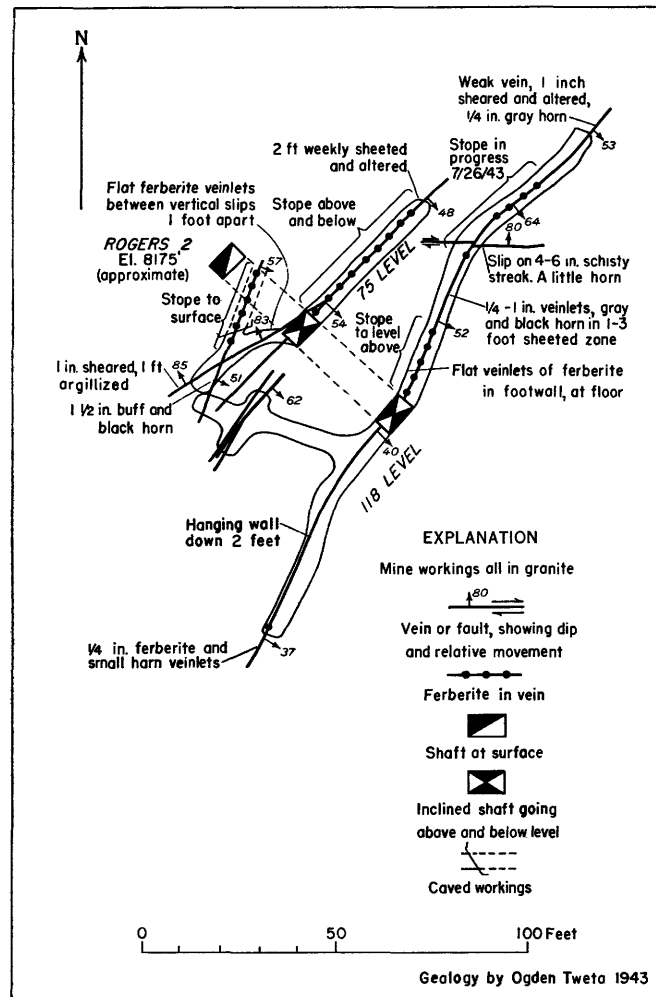 N
Weak vein, 1 inch
sheared and altered,
1/4 in. gray horn
53
2 ft weekly sheeted
and altered
Stope in
progress
7/26/43
Flat ferberite veinlets
between vertical slips
1 foot apart
Stope above
and below
48
64
80
ROGERS 2
El. 8175'
(approximate)
57
75 LEVEL
Slip on 4-6 in. schisty
streak. A little horn
Stope to
surface
83
54
Stope
to level
above
1/4 -1 in. veinlets, gray
and black horn in 1-3
foot sheeted zone
52
1 in. sheared, 1 ft
argillized
85
51
1 1/2 in. buff and
black horn
62
Flat veinlets of ferberite
in footwall, at floor
40
118 LEVEL
Hanging wall
down 2 feet
1/4 in. ferberite and
small harn veinlets
37
EXPLANATION
Mine workings all in granite
80
Vein or fault, showing dip
and relative movement
Ferberite in vein
Shaft at surface
Inclined shaft going
above and below level
Caved workings
0 50 100 Feet
Gealogy by Ogden Tweta 1943